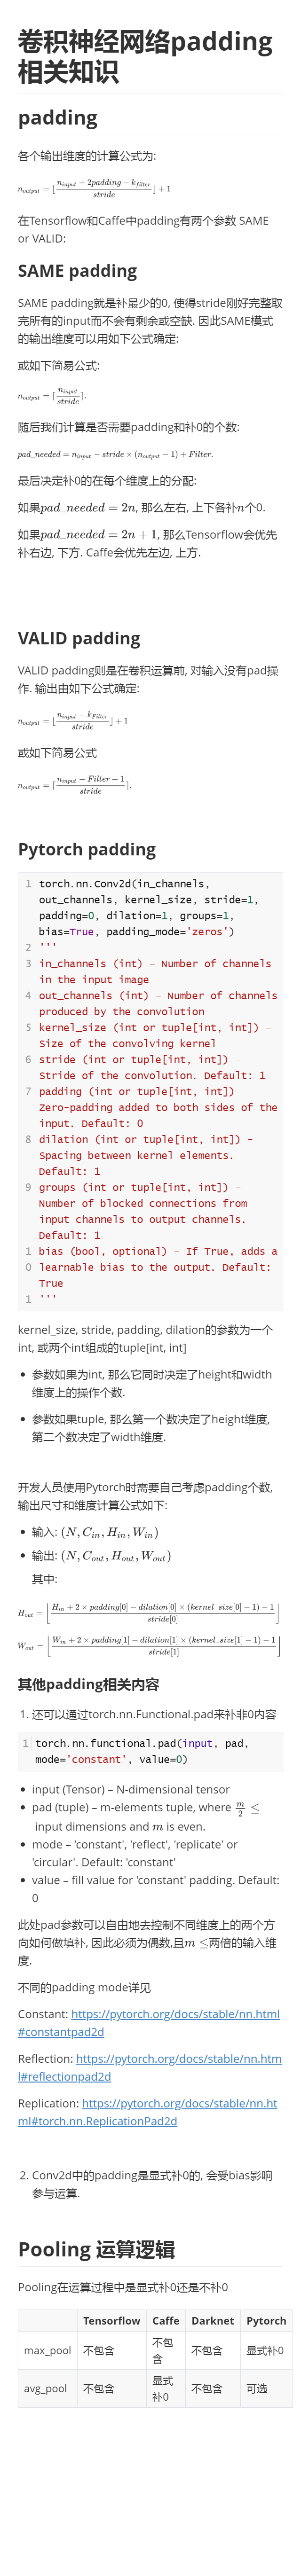 卷积神经网络padding
相关知识
padding
各个输出维度的计算公式为:
n_{output} = ⌊\frac{n_{input} + 2padding − k_{filter}}{stride}⌋ + 1
在Tensorflow和Caffe中padding有两个参数 SAME
or VALID:
SAME padding
SAME padding就是补最少的0, 使得stride刚好完整取
完所有的input而不会有剩余或空缺. 因此SAME模式
的输出维度可以用如下公式确定:
或如下简易公式:
n_{output} = ⌈\frac{n_{input}}{stride}⌉.
随后我们计算是否需要padding和补0的个数:
pad_needed = n_{input} − stride × (n_{output} − 1) + Filter.
最后决定补0的在每个维度上的分配:
如果pad_needed = 2n, 那么左右, 上下各补n个0.
如果pad_needed = 2n + 1, 那么Tensorflow会优先
补右边, 下方. Caffe会优先左边, 上方.
VALID padding
VALID padding则是在卷积运算前, 对输入没有pad操
作. 输出由如下公式确定:
n_{output} = ⌊\frac{n_{input} − k_{Filter}}{stride}⌋ + 1
或如下简易公式
n_{output} = ⌈\frac{n_{input} − Filter + 1}{stride}⌉.
Pytorch padding
1 torch.nn.Conv2d(in_channels,
out_channels, kernel_size, stride=1,
padding=0, dilation=1, groups=1,
bias=True, padding_mode='zeros')
2 '''
3 in_channels (int) – Number of channels
in the input image
4 out_channels (int) – Number of channels
produced by the convolution
5 kernel_size (int or tuple[int, int]) –
Size of the convolving kernel
6 stride (int or tuple[int, int]) –
Stride of the convolution. Default: 1
7 padding (int or tuple[int, int]) –
Zero-padding added to both sides of the
input. Default: 0
8 dilation (int or tuple[int, int]) –
Spacing between kernel elements.
Default: 1
9 groups (int or tuple[int, int]) –
Number of blocked connections from
input channels to output channels.
Default: 1
1 bias (bool, optional) – If True, adds a
0 learnable bias to the output. Default:
True
1 '''
kernel_size, stride, padding, dilation的参数为一个
int, 或两个int组成的tuple[int, int]
• 参数如果为int, 那么它同时决定了height和width
维度上的操作个数.
• 参数如果tuple, 那么第一个数决定了height维度,
第二个数决定了width维度.
开发人员使用Pytorch时需要自己考虑padding个数,
输出尺寸和维度计算公式如下:
• 输入: (N, C_{in}, H_{in}, W_{in})
• 输出: (N, C_{out}, H_{out}, W_{out})
其中:
H_{out} = ⌊\frac{H_{in} + 2 × padding[0] − dilation[0] × (kernel_size[0] − 1) − 1}{stride[0]}⌋
W_{out} = ⌊\frac{W_{in} + 2 × padding[1] − dilation[1] × (kernel_size[1] − 1) − 1}{stride[1]}⌋
其他padding相关内容
1. 还可以通过torch.nn.Functional.pad来补非0内容
1 torch.nn.functional.pad(input, pad,
mode='constant', value=0)
• input (Tensor) – N-dimensional tensor
• pad (tuple) – m-elements tuple, where \frac{m}{2} ≤
input dimensions and m is even.
• mode – 'constant', 'reflect', 'replicate' or
'circular'. Default: 'constant'
• value – fill value for 'constant' padding. Default:
0
此处pad参数可以自由地去控制不同维度上的两个方
向如何做填补, 因此必须为偶数,且m ≤两倍的输入维
度.
不同的padding mode详见
Constant: https://pytorch.org/docs/stable/nn.html
#constantpad2d
Reflection: https://pytorch.org/docs/stable/nn.htm
l#reflectionpad2d
Replication: https://pytorch.org/docs/stable/nn.ht
ml#torch.nn.ReplicationPad2d
2. Conv2d中的padding是显式补0的, 会受bias影响
参与运算.
Pooling 运算逻辑
Pooling在运算过程中是显式补0还是不补0
Tensorflow Caffe Darknet Pytorch
max_pool 不包含 不包含 不包含 显式补0
avg_pool 不包含 显式补0 不包含 可选